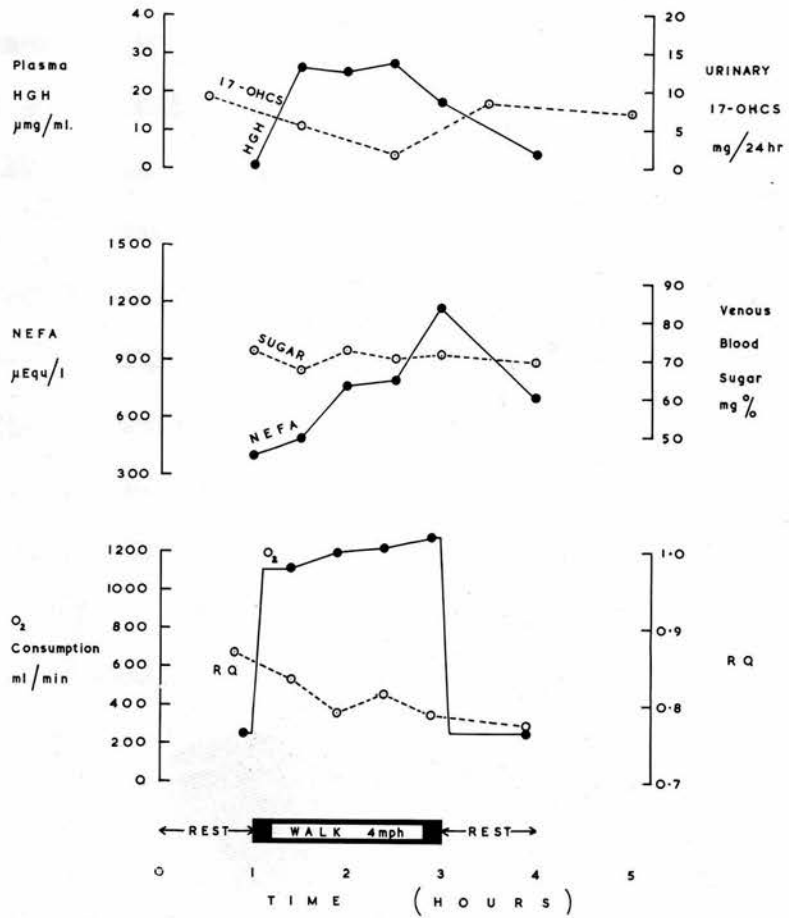 40
30
20
10
0
Plasma
HGH
μmg/ml.
17-OHCS
HGH
20
15
10
5
0
URINARY
17-OHCS
mg/24hr
1500
1200
900
600
300
NEFA
μEqu/l
SUGAR
NEFA
90
80
70
60
50
Venous
Blood
Sugar
mg%
1200
1000
800
600
400
200
0
O₂
Consumption
ml/min
O₂
RQ
1·0
0·9
0·8
0·7
RQ
←REST→ WALK 4mph ←REST→
0 1 2 3 4 5
TIME (HOURS)